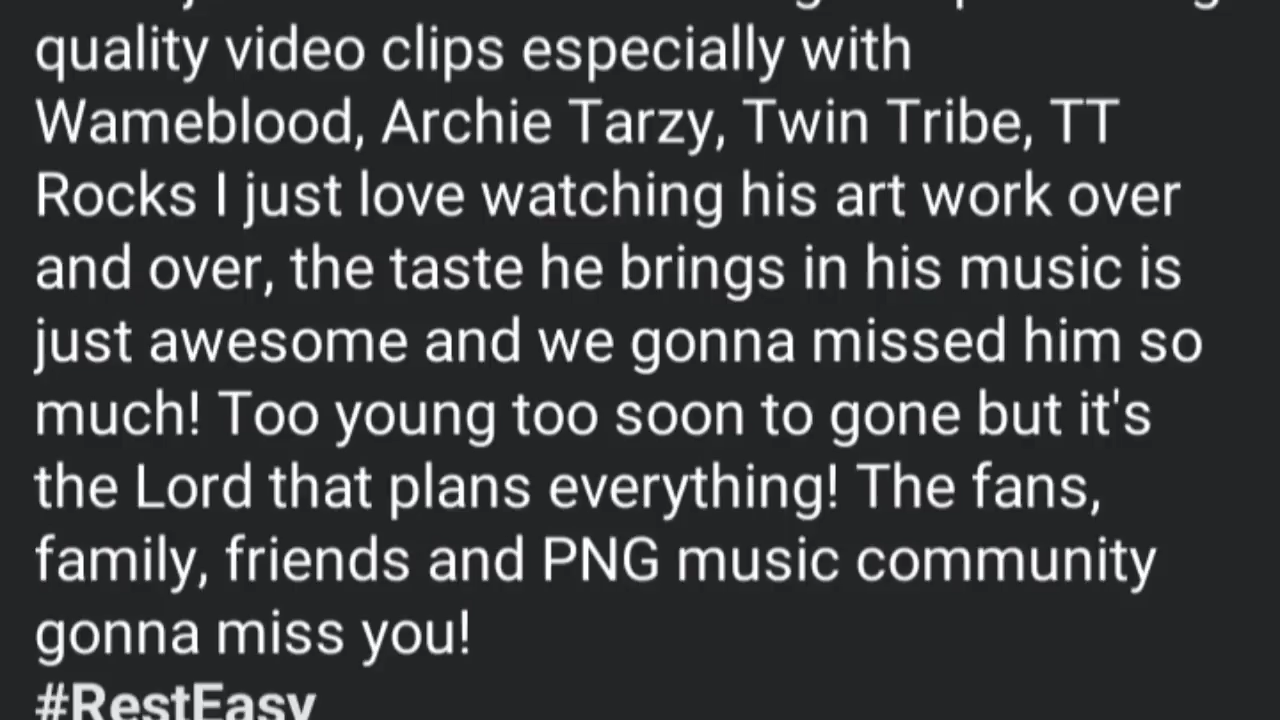 quality video clips especially with
Wameblood, Archie Tarzy, Twin Tribe, TT
Rocks I just love watching his art work over
and over, the taste he brings in his music is
just awesome and we gonna missed him so
much! Too young too soon to gone but it's
the Lord that plans everything! The fans,
family, friends and PNG music community
gonna miss you!
#RestEasy